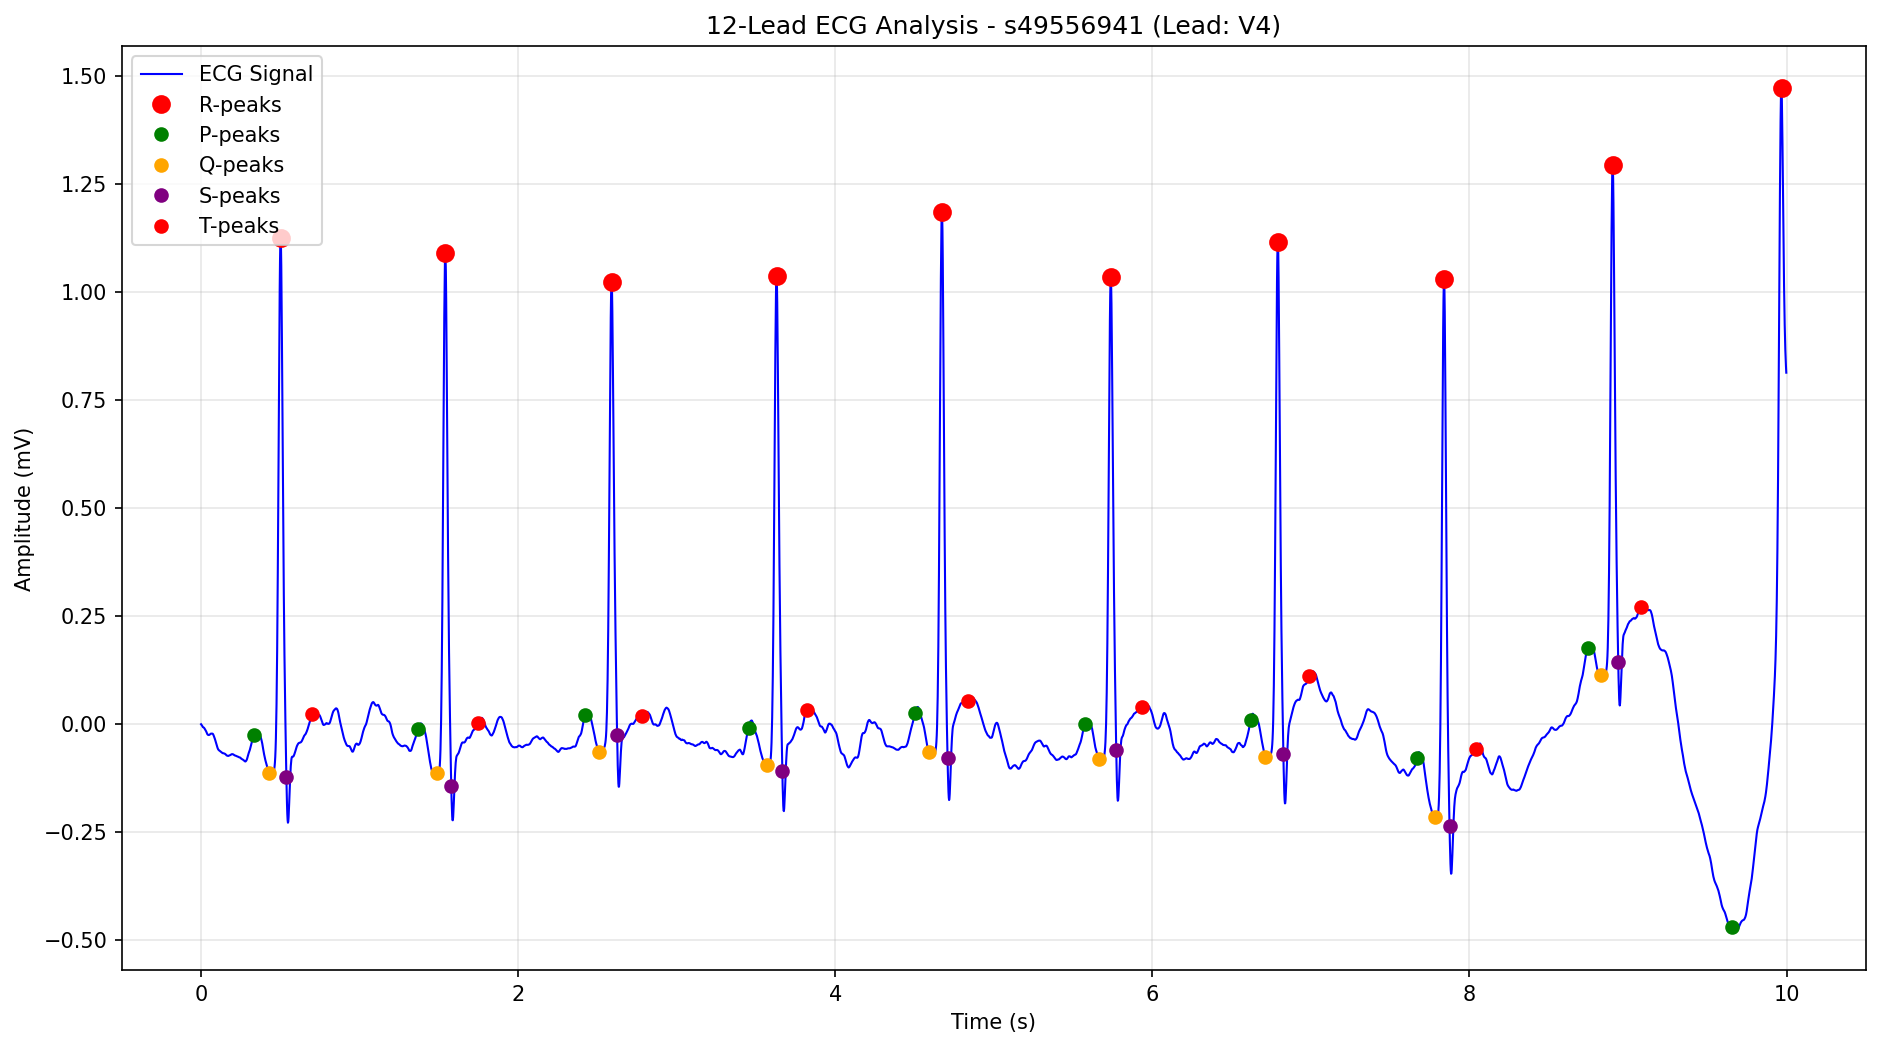 12-Lead ECG Analysis - s49556941 (Lead: V4)
ECG Signal
R-peaks
P-peaks
Q-peaks
S-peaks
T-peaks
Amplitude (mV)
1.50
1.25
1.00
0.75
0.50
0.25
0.00
−0.25
−0.50
0 2 4 6 8 10
Time (s)